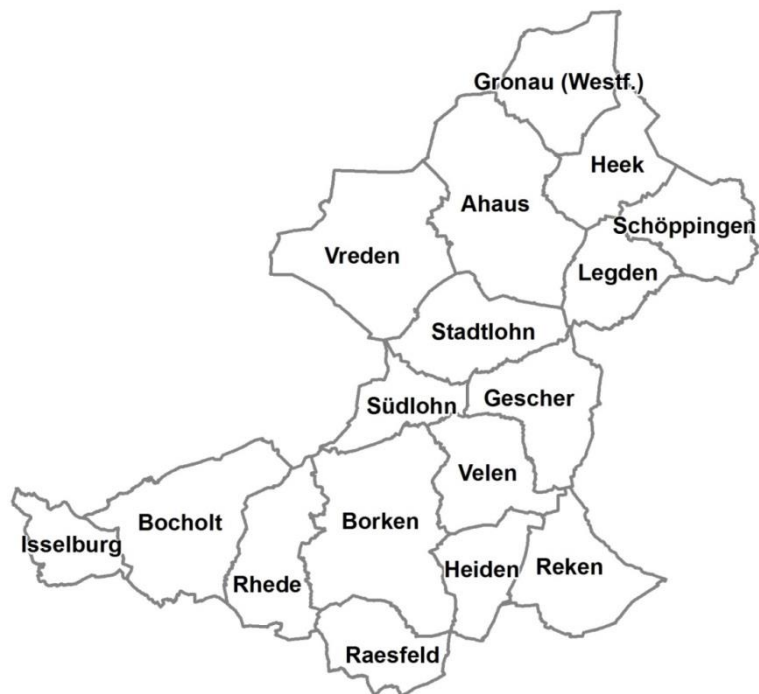 Gronau (Westf.)
Heek
Ahaus
Schöppingen
Vreden
Legden
Stadtlohn
Südlohn
Gescher
Velen
Bocholt
Borken
Isselburg
Heiden
Reken
Rhede
Raesfeld